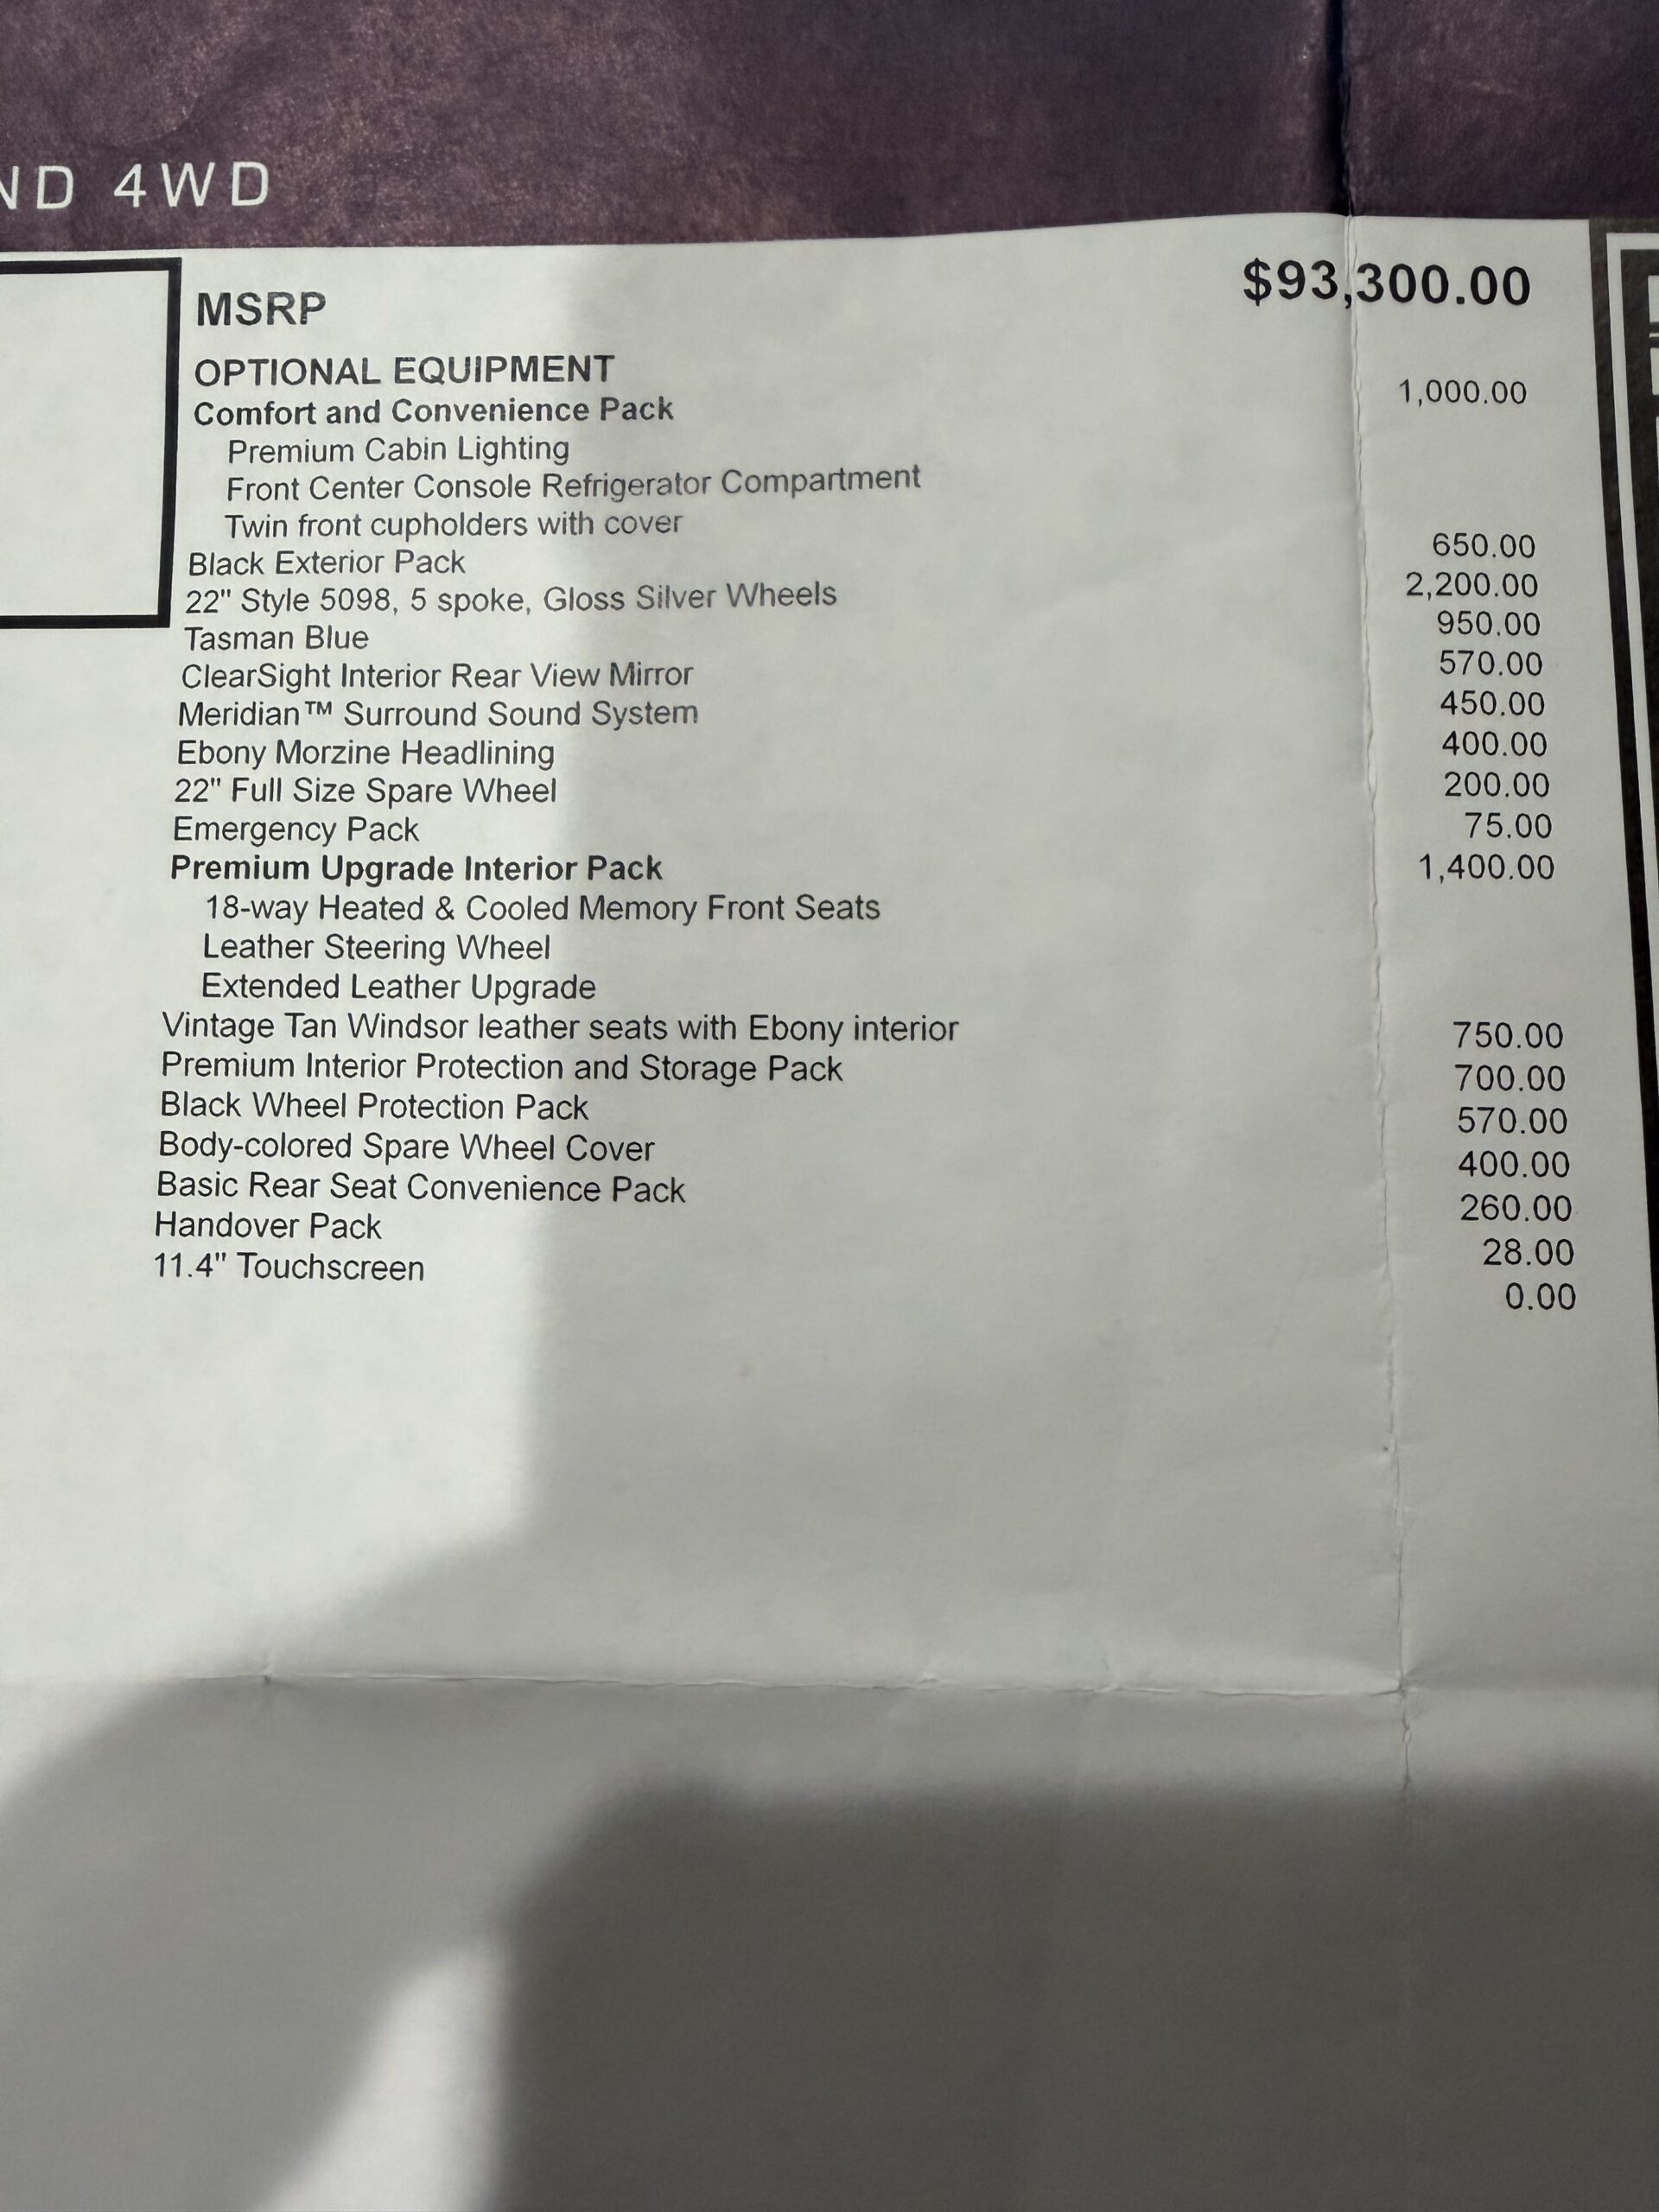 ND 4WD
MSRP $93,300.00
OPTIONAL EQUIPMENT
Comfort and Convenience Pack 1,000.00
Premium Cabin Lighting
Front Center Console Refrigerator Compartment
Twin front cupholders with cover
Black Exterior Pack 650.00
22" Style 5098, 5 spoke, Gloss Silver Wheels 2,200.00
Tasman Blue 950.00
ClearSight Interior Rear View Mirror 570.00
Meridian™ Surround Sound System 450.00
Ebony Morzine Headlining 400.00
22" Full Size Spare Wheel 200.00
Emergency Pack 75.00
Premium Upgrade Interior Pack 1,400.00
18-way Heated & Cooled Memory Front Seats
Leather Steering Wheel
Extended Leather Upgrade
Vintage Tan Windsor leather seats with Ebony interior 750.00
Premium Interior Protection and Storage Pack 700.00
Black Wheel Protection Pack 570.00
Body-colored Spare Wheel Cover 400.00
Basic Rear Seat Convenience Pack 260.00
Handover Pack 28.00
11.4" Touchscreen 0.00